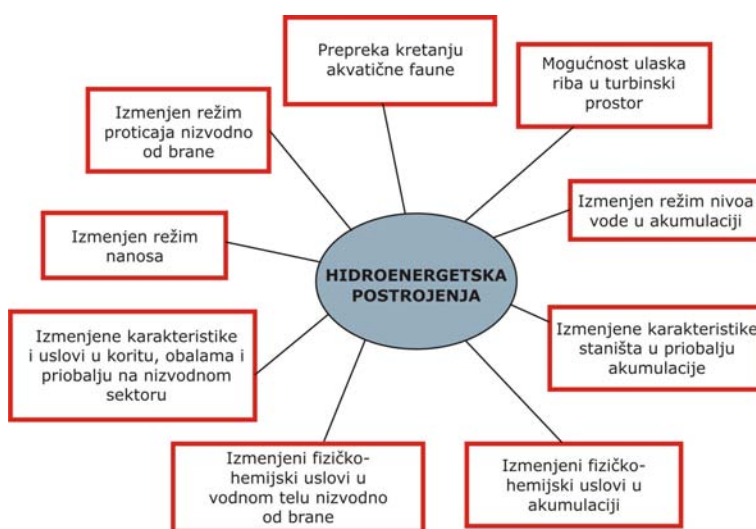 Prepreka kretanju
akvatične faune
Mogućnost ulaska
riba u turbinski
prostor
Izmenjen režim
proticaja nizvodno
od brane
Izmenjen režim nivoa
vode u akumulaciji
Izmenjen režim
nanosa
HIDROENERGETSKA
POSTROJENJA
Izmenjene karakteristike
i uslovi u koritu, obalama i
priobalju na nizvodnom
sektoru
Izmenjene karakteristike
staništa u priobalju
akumulacije
Izmenjeni fizičko-
hemijski uslovi u
vodnom telu nizvodno
od brane
Izmenjeni fizičko-
hemijski uslovi u
akumulaciji